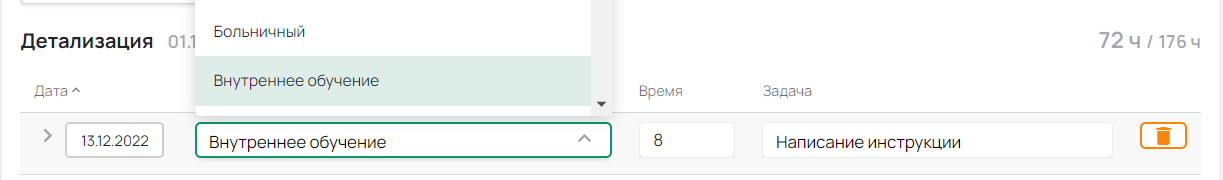 Больничный
Детализация 01.1
72 ч / 176 ч
Внутреннее обучение
Дата
Время
Задача
13.12.2022
Внутреннее обучение
8
Написание инструкции